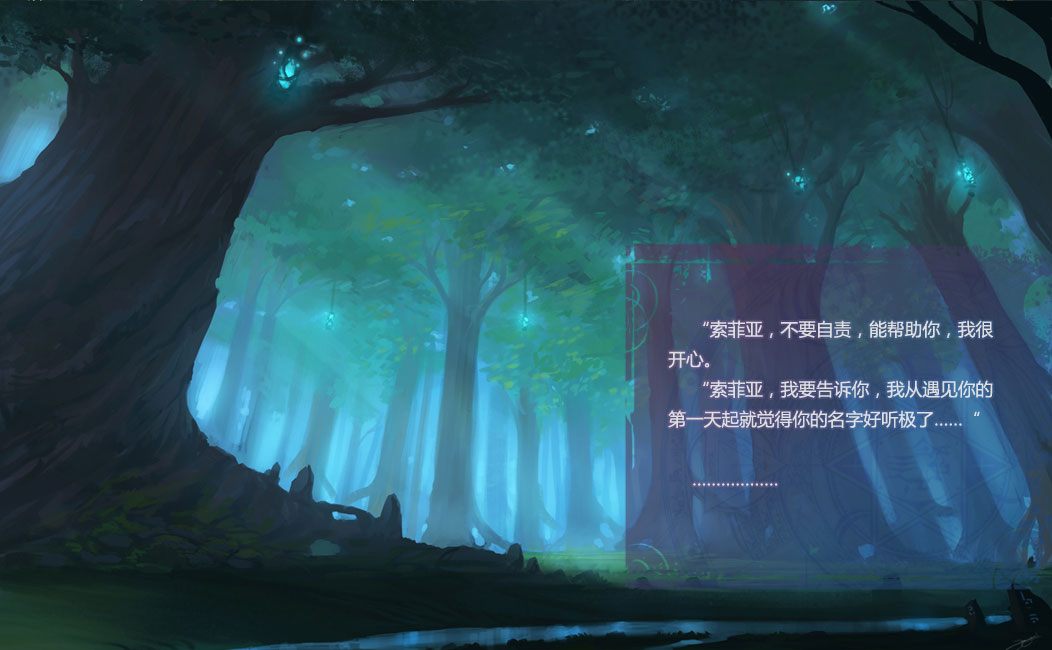 “索菲亚，不要自责，能帮助你，我很
开心。
“索菲亚，我要告诉你，我从遇见你的
第一天起就觉得你的名字好听极了…… “
………………